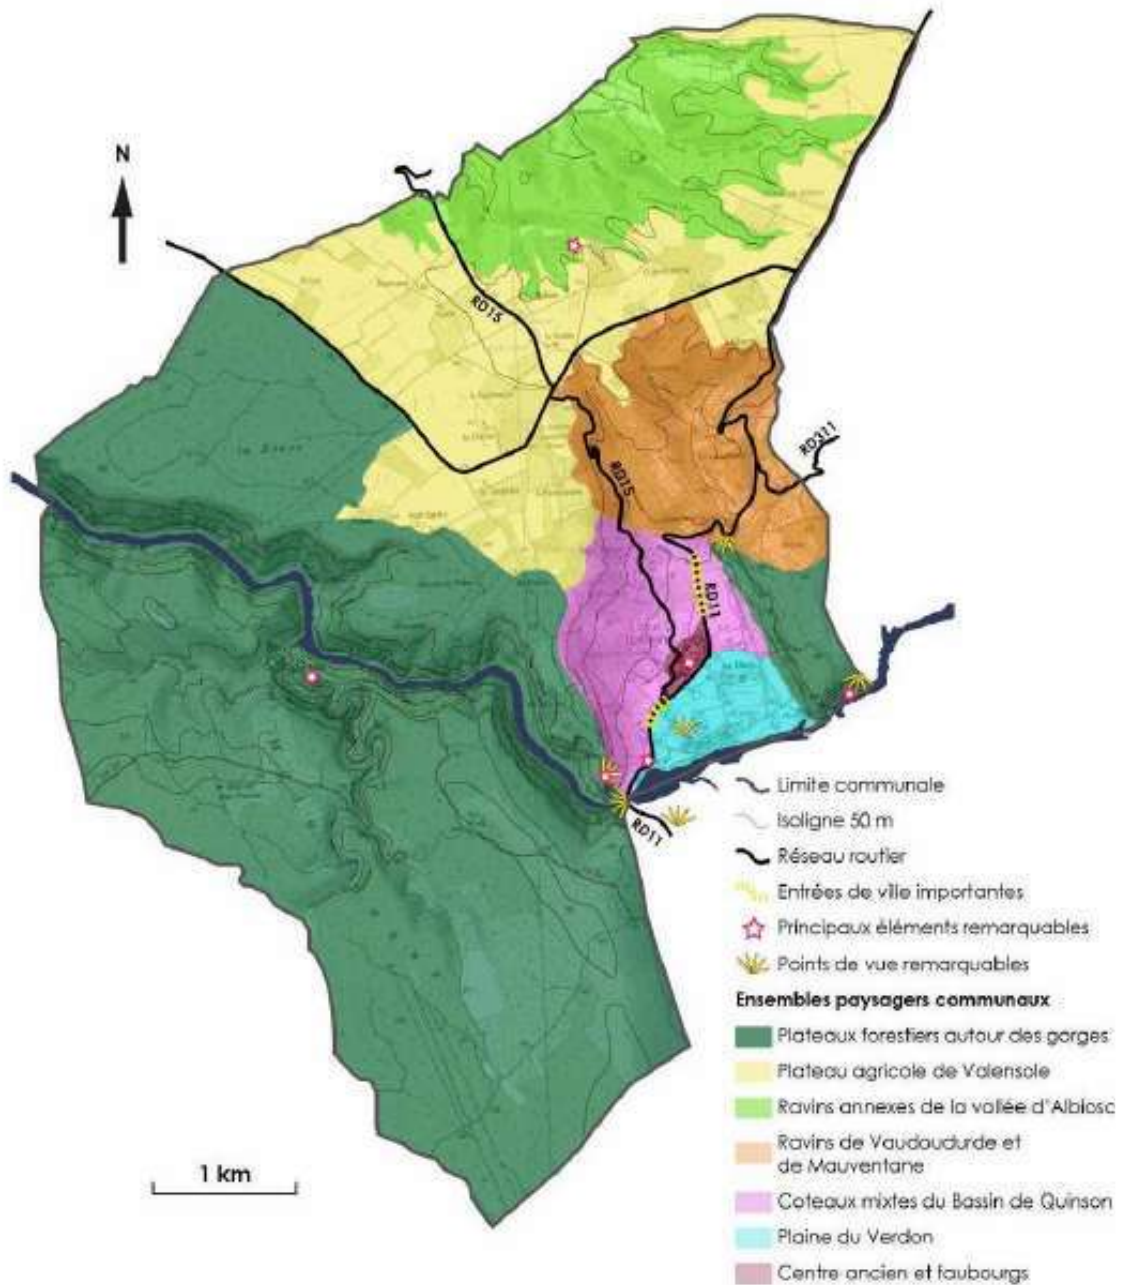 N
RD15
RD311
RD15
RD11
RD11
1 km
Limite communale
Isoligne 50 m
Réseau routier
Entrées de ville importantes
Principaux éléments remarquables
Points de vue remarquables
Ensembles paysagers communaux
Plateaux forestiers autour des gorges
Plateau agricole de Valensole
Ravins annexes de la vallée d'Albiosc
Ravins de Vaudoudurde et
de Mauventane
Coteaux mixtes du Bassin de Quinson
Plaine du Verdon
Centre ancien et faubourgs